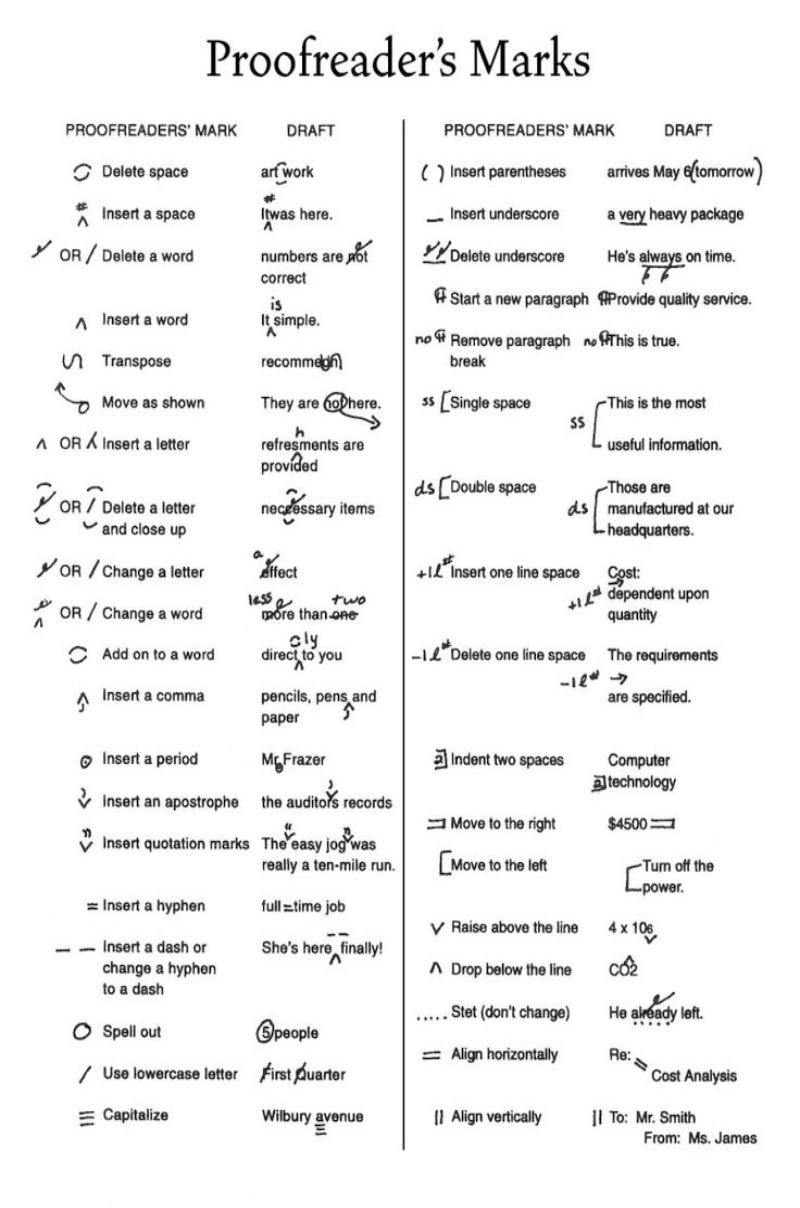 Proofreader's Marks
PROOFREADERS' MARK DRAFT
Delete space art work
# Insert a space #
Itwas here.
OR / Delete a word numbers are not
correct
is
Insert a word It simple.
Transpose recommedn
Move as shown They are not here.
h
OR Insert a letter refresments are
provided
OR / Delete a letter neccessary items
and close up
a
OR / Change a letter effect
less two
OR / Change a word more than one
cly
Add on to a word direct to you
Insert a comma pencils, pens and
paper
Insert a period Mr Frazer
Insert an apostrophe the auditors records
Insert quotation marks The easy jog was
really a ten-mile run.
= Insert a hyphen full=time job
— — Insert a dash or She's here finally!
change a hyphen
to a dash
Spell out 5 people
/ Use lowercase letter First Quarter
Capitalize Wilbury avenue
PROOFREADERS' MARK DRAFT
( ) Insert parentheses arrives May 6(tomorrow)
_ Insert underscore a very heavy package
Delete underscore He's always on time.
¶ Start a new paragraph ¶Provide quality service.
no ¶ Remove paragraph no ¶This is true.
break
ss [Single space This is the most
ss
useful information.
ds [Double space Those are
ds manufactured at our
headquarters.
+1l# Insert one line space Cost:
+1l# dependent upon
quantity
-1l# Delete one line space The requirements
-1l#
are specified.
2 Indent two spaces Computer
2 technology
Move to the right $4500
[Move to the left Turn off the
power.
Raise above the line 4 x 106
Drop below the line CO2
..... Stet (don't change) He already left.
= Align horizontally Re:
Cost Analysis
|| Align vertically || To: Mr. Smith
From: Ms. James